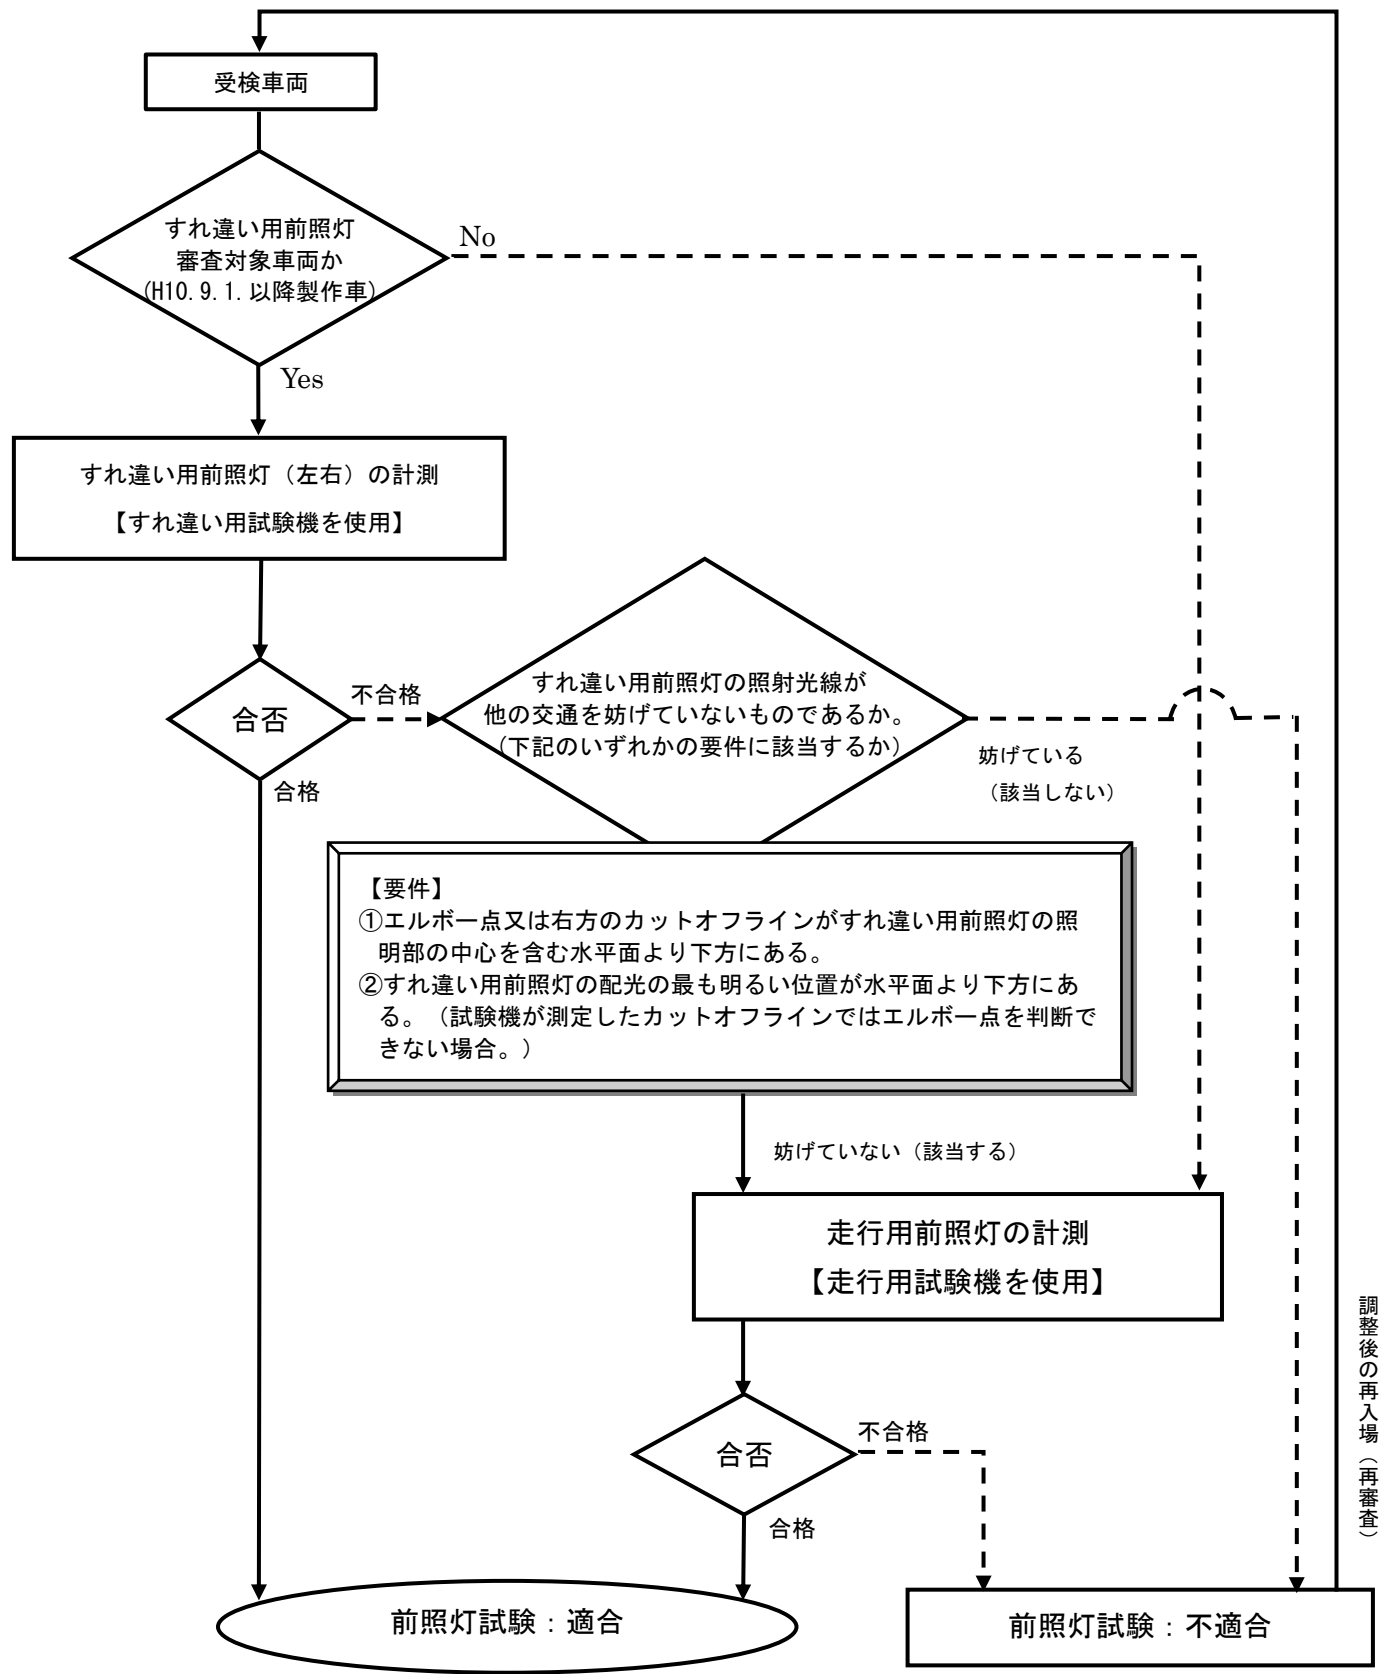 受検車両
すれ違い用前照灯
審査対象車両か
(H10.9.1.以降製作車)
No
Yes
すれ違い用前照灯（左右）の計測
【すれ違い用試験機を使用】
合否
不合格
合格
すれ違い用前照灯の照射光線が
他の交通を妨げていないものであるか。
(下記のいずれかの要件に該当するか)
妨げている
（該当しない）
【要件】
①エルボー点又は右方のカットオフラインがすれ違い用前照灯の照
明部の中心を含む水平面より下方にある。
②すれ違い用前照灯の配光の最も明るい位置が水平面より下方にあ
る。（試験機が測定したカットオフラインではエルボー点を判断で
きない場合。）
妨げていない（該当する）
走行用前照灯の計測
【走行用試験機を使用】
合否
不合格
合格
前照灯試験：適合
前照灯試験：不適合
調整後の再入場（再審査）